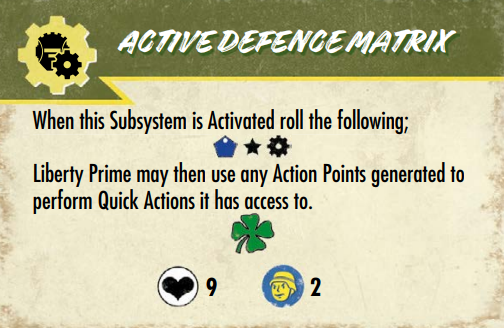 ACTIVE DEFENCE MATRIX
When this Subsystem is Activated roll the following;
Liberty Prime may then use any Action Points generated to
perform Quick Actions it has access to.
9 2